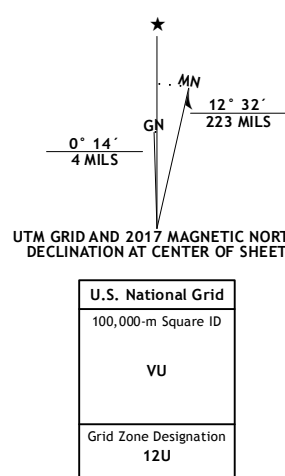 ★
MN
GN
12° 32´
223 MILS
0° 14´
4 MILS
UTM GRID AND 2017 MAGNETIC NORT
DECLINATION AT CENTER OF SHEET
U.S. National Grid
100,000-m Square ID
VU
Grid Zone Designation
12U